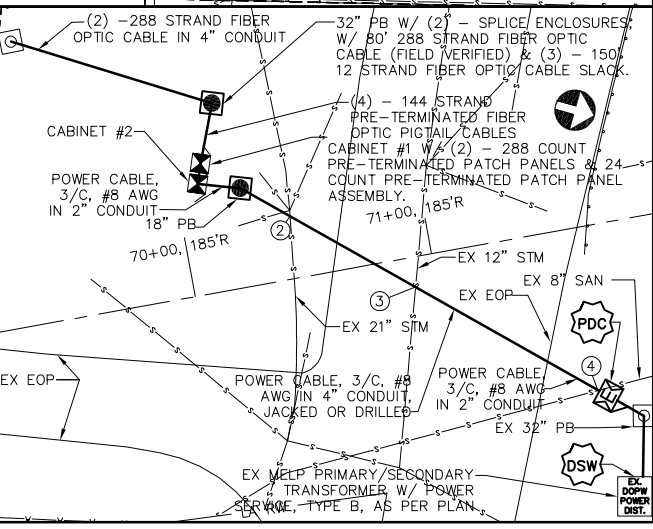 (2) -288 STRAND FIBER
OPTIC CABLE IN 4" CONDUIT
32" PB W/ (2) - SPLICE ENCLOSURES,
W/ 80' 288 STRAND FIBER OPTIC
CABLE (FIELD VERIFIED) & (3) - 150'
12 STRAND FIBER OPTIC CABLE SLACK.
(4) - 144 STRAND
PRE-TERMINATED FIBER
OPTIC PIGTAIL CABLES
CABINET #2
CABINET #1 W/ (2) - 288 COUNT
PRE-TERMINATED PATCH PANELS & 24
COUNT PRE-TERMINATED PATCH PANEL
ASSEMBLY.
POWER CABLE,
3/C, #8 AWG
IN 2" CONDUIT
18" PB
71+00, 185'R
70+00, 185'R
2
EX 12" STM
EX 8" SAN
3
EX EOP
PDC
EX 21" STM
4
EX EOP
POWER CABLE, 3/C, #8
AWG IN 4" CONDUIT,
JACKED OR DRILLED
POWER CABLE,
3/C, #8 AWG
IN 2" CONDUIT
E
EX 32" PB
DSW
EX MELP PRIMARY/SECONDARY
TRANSFORMER W/ POWER
SERVICE, TYPE B, AS PER PLAN
EX.
DOPW
POWER
DIST.